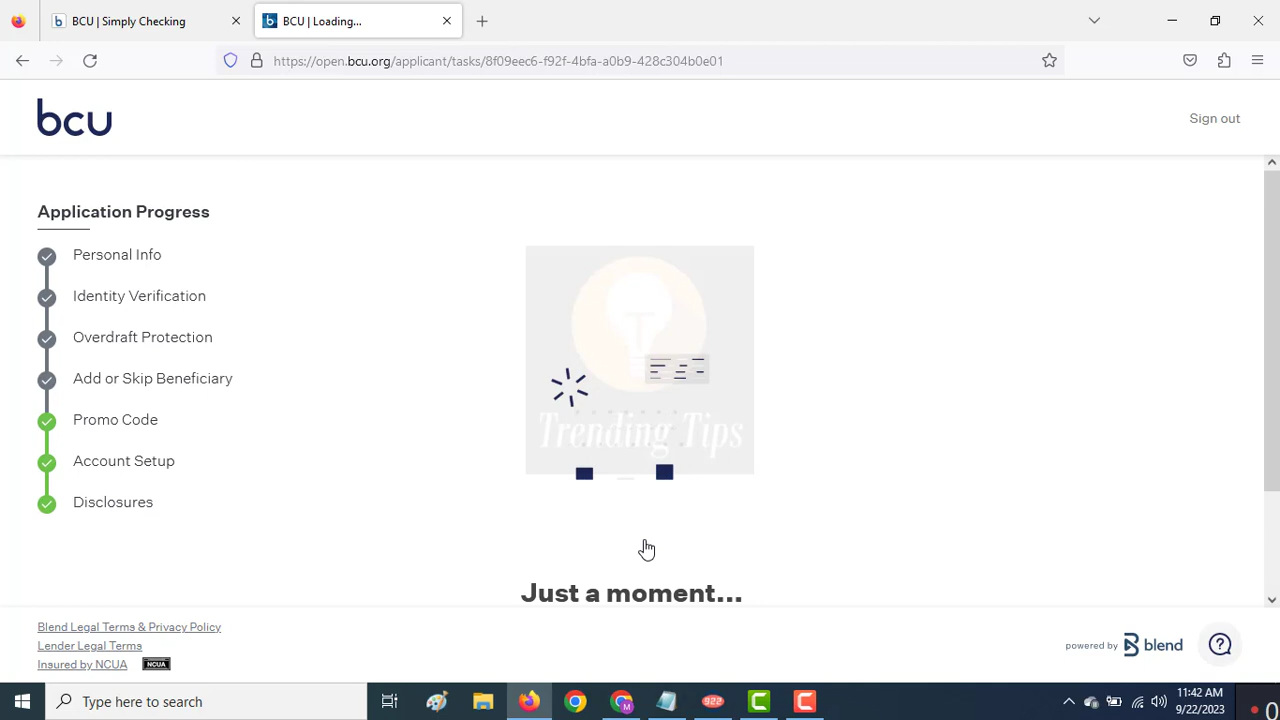 BCU | Simply Checking
BCU | Loading...
https://open.bcu.org/applicant/tasks/8f09eec6-f92f-4bfa-a0b9-428c304b0e01
bcu
Sign out
Application Progress
Personal Info
Identity Verification
Overdraft Protection
Add or Skip Beneficiary
Promo Code
Account Setup
Disclosures
Trending Tips
Just a moment...
Blend Legal Terms & Privacy Policy
Lender Legal Terms
Insured by NCUA NCUA
powered by blend
Type here to search
922
M
11:42 AM
9/22/2023